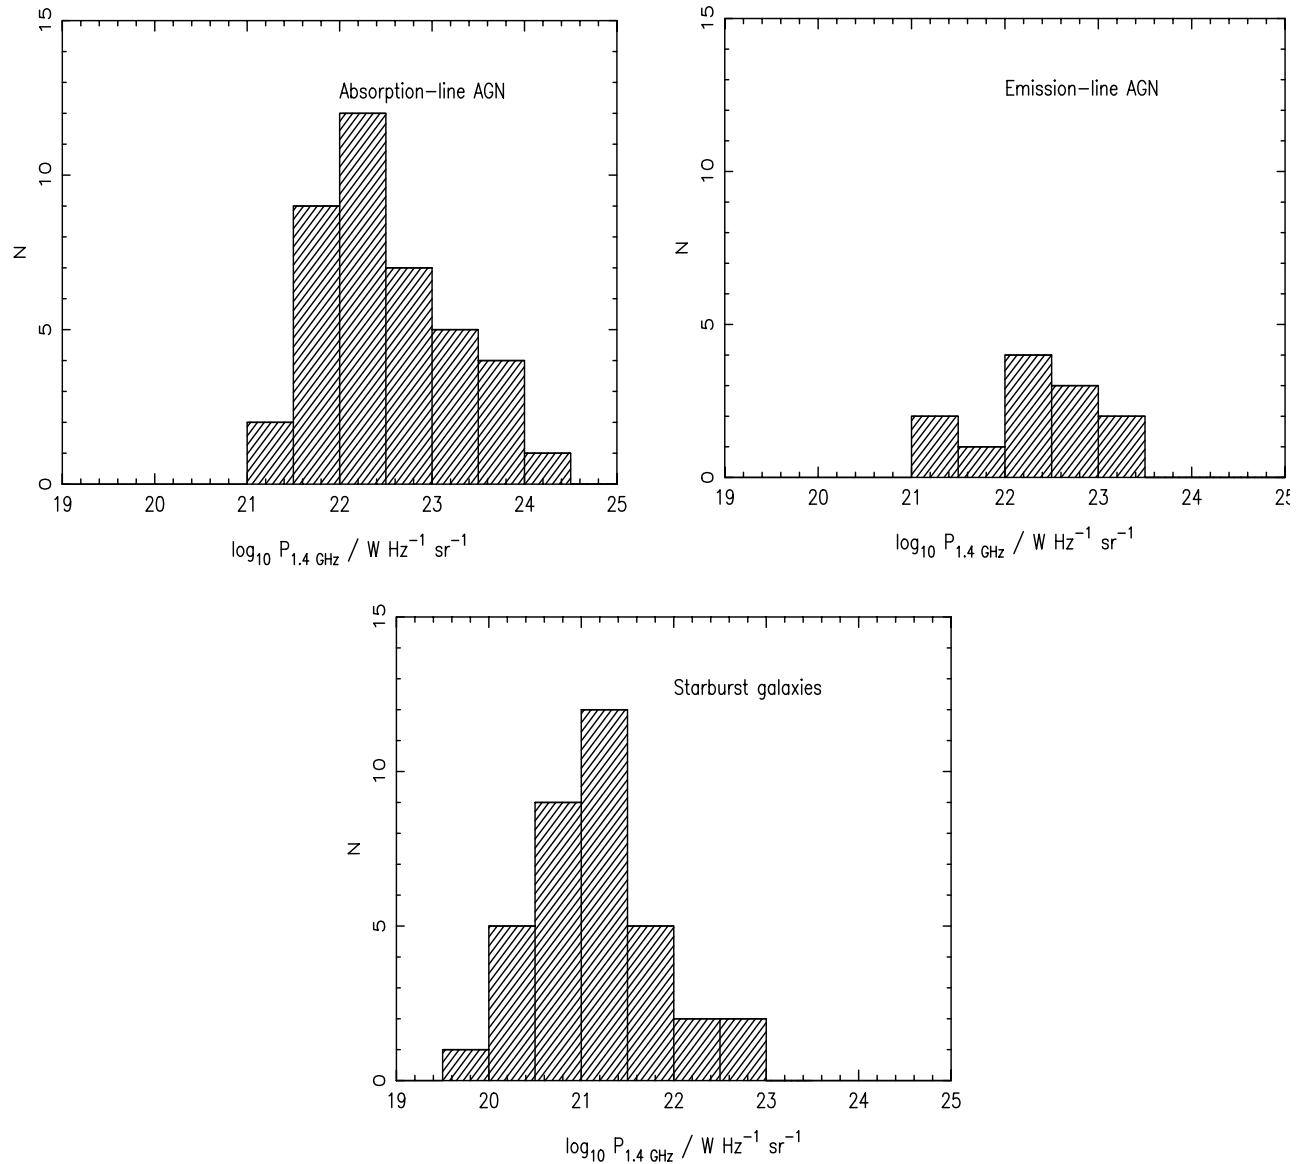 15
Absorption-line AGN
10
N
5
0
19 20 21 22 23 24 25
log₁₀ P₁.₄ GHz / W Hz⁻¹ sr⁻¹
15
Emission-line AGN
10
N
5
0
19 20 21 22 23 24 25
log₁₀ P₁.₄ GHz / W Hz⁻¹ sr⁻¹
15
Starburst galaxies
10
N
5
0
19 20 21 22 23 24 25
log₁₀ P₁.₄ GHz / W Hz⁻¹ sr⁻¹